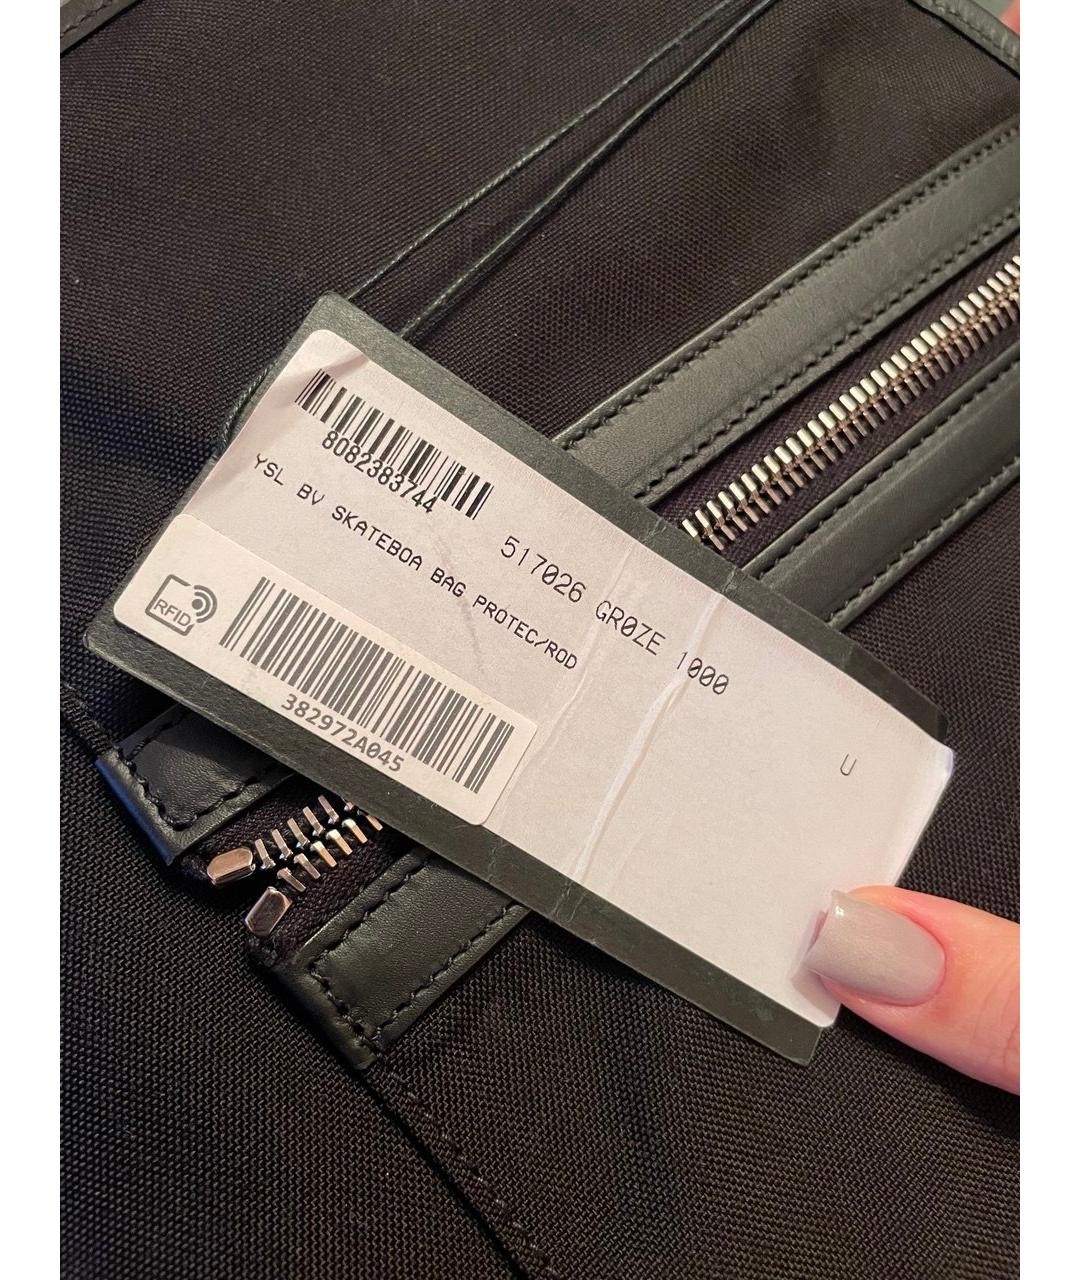 8082383744
517026 GR0ZE 1000
YSL BV SKATEBOA BAG PROTEC/ROD
U
RFID
382972A045